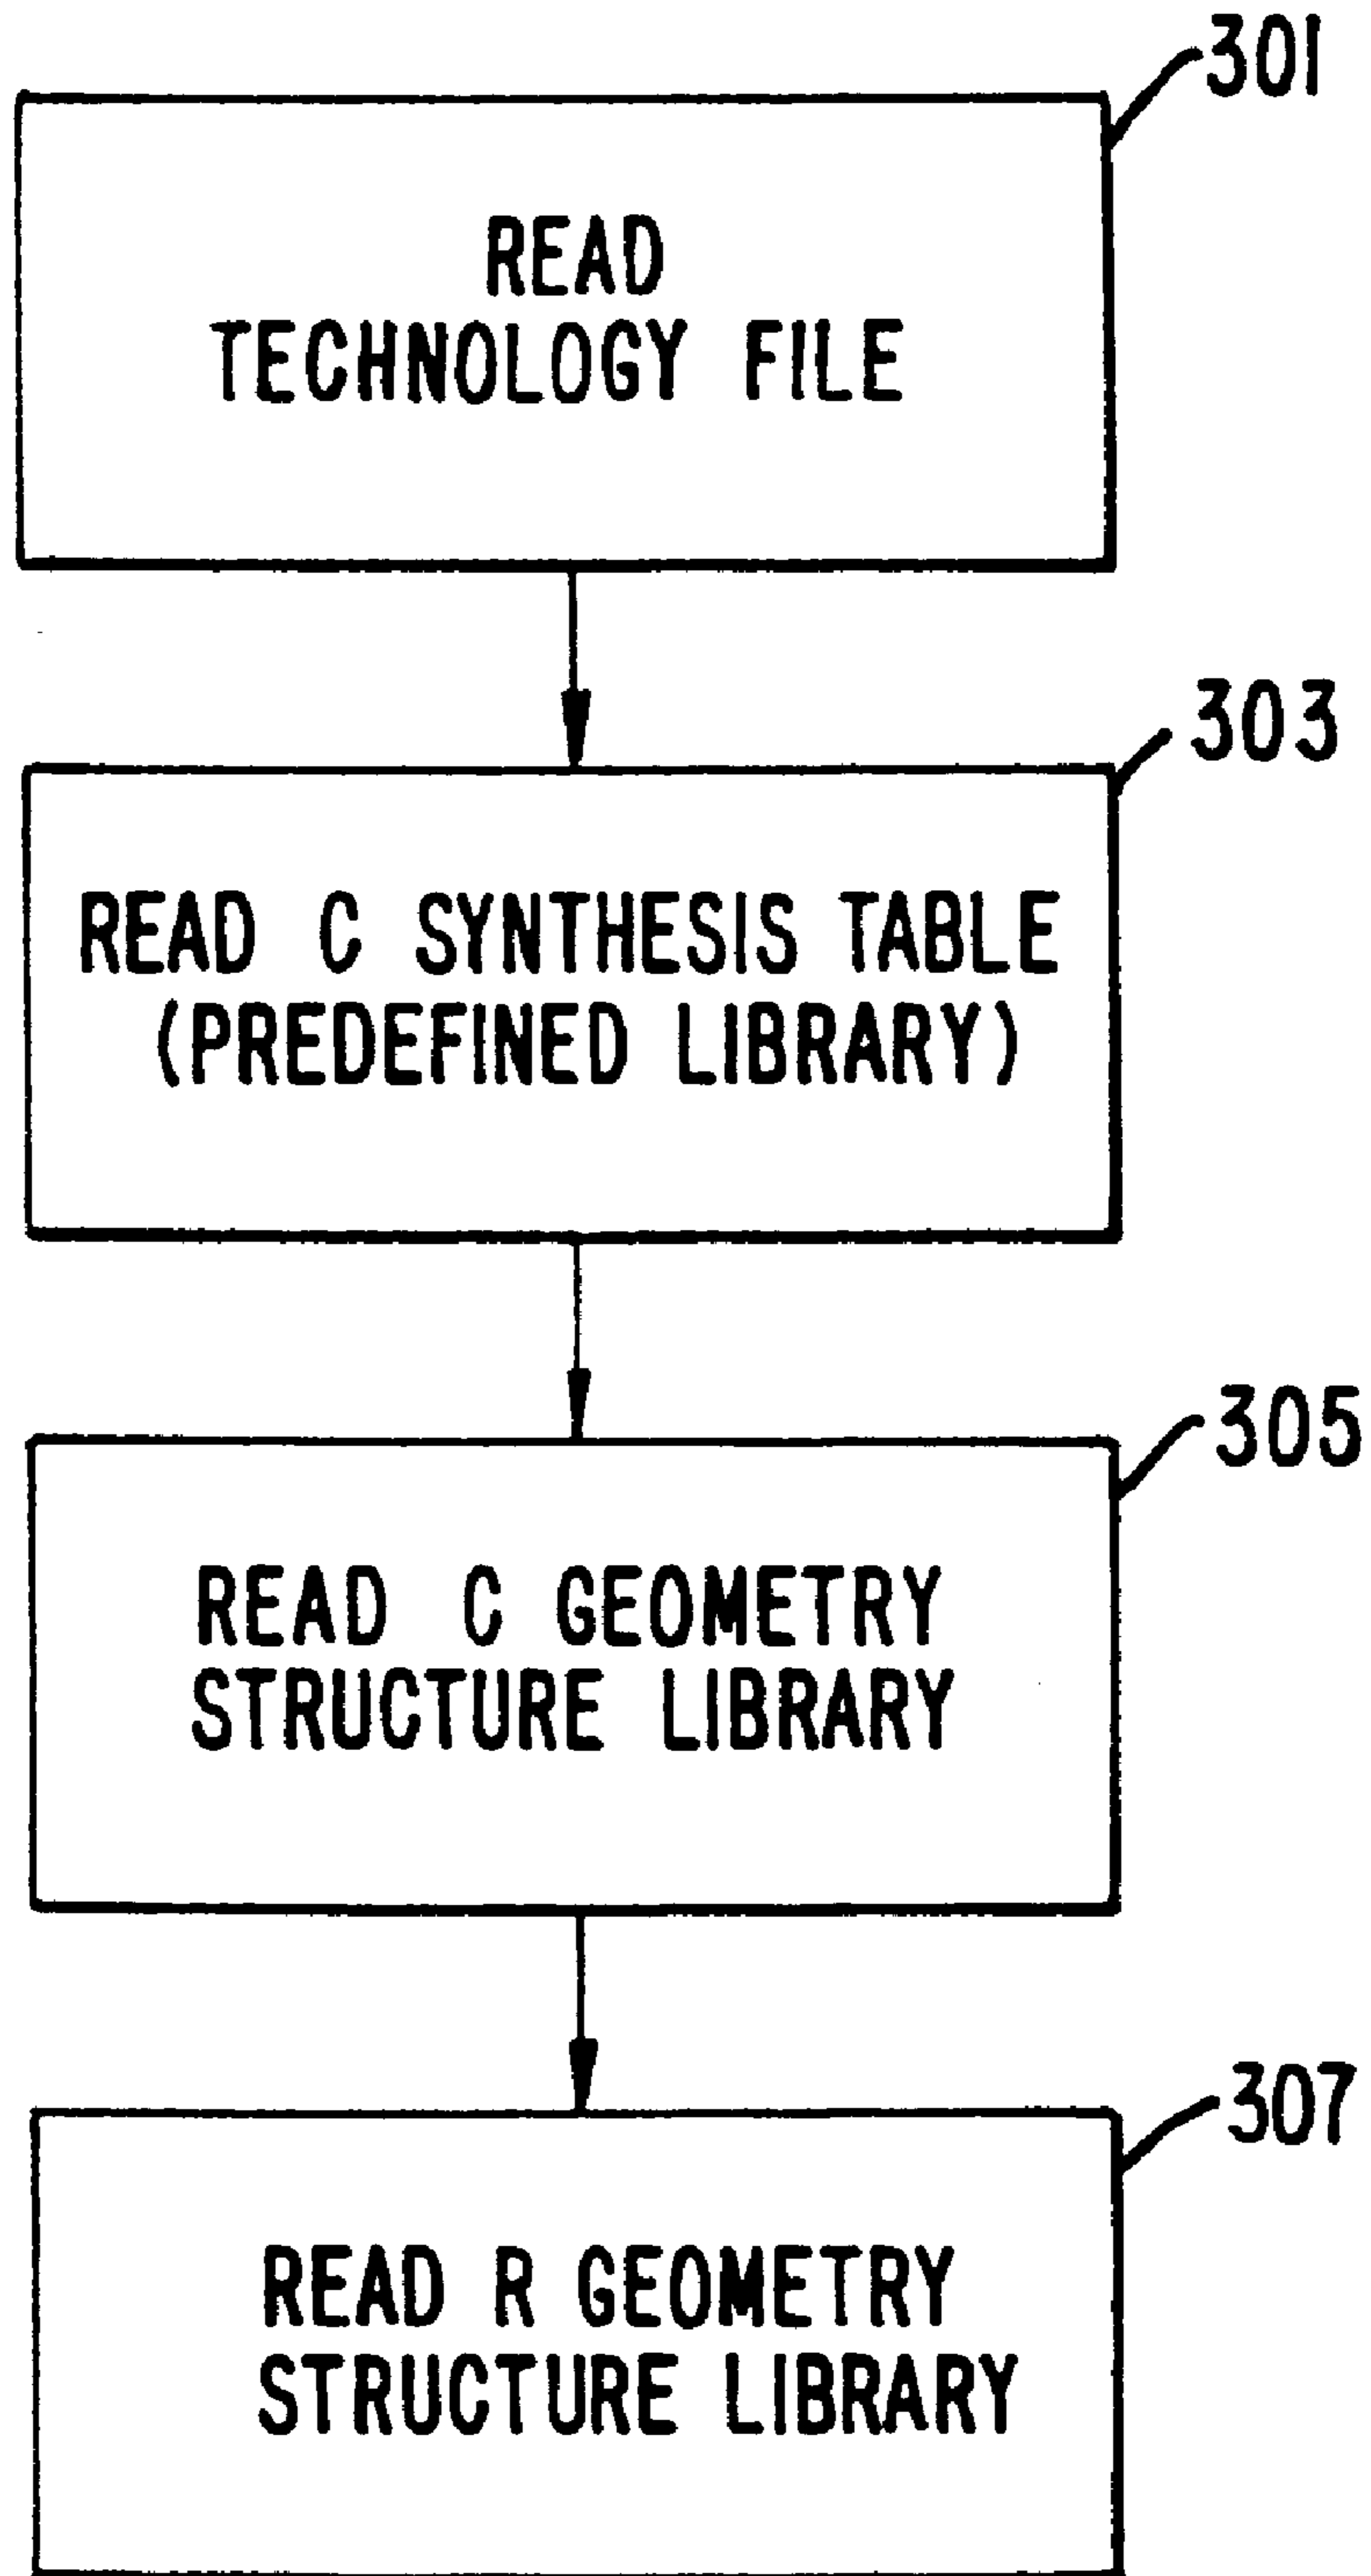 301
READ
TECHNOLOGY FILE
303
READ C SYNTHESIS TABLE
(PREDEFINED LIBRARY)
305
READ C GEOMETRY
STRUCTURE LIBRARY
307
READ R GEOMETRY
STRUCTURE LIBRARY